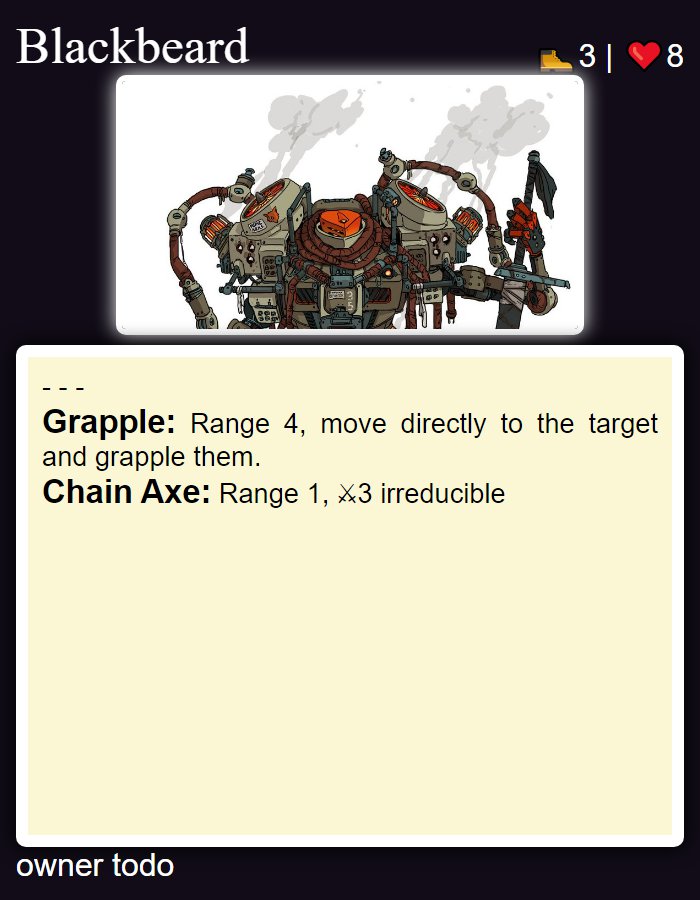 Blackbeard
🥾3 | ❤️8
- - -
Grapple: Range 4, move directly to the target
and grapple them.
Chain Axe: Range 1, ⚔3 irreducible
owner todo